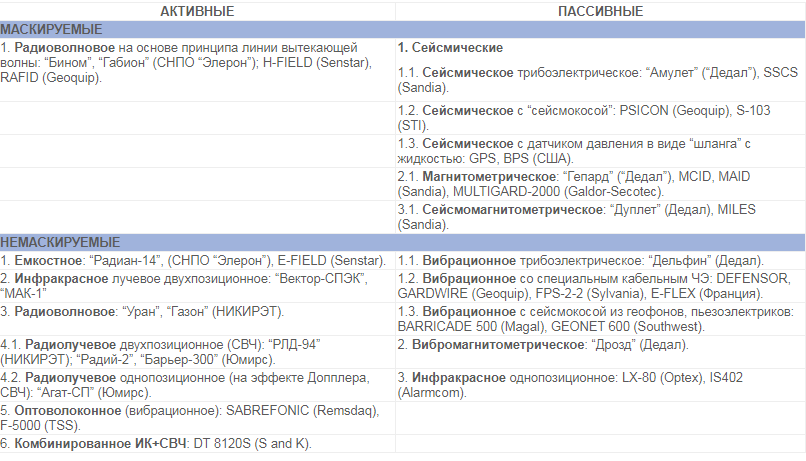 АКТИВНЫЕ	ПАССИВНЫЕ
МАСКИРУЕМЫЕ
1. Радиоволновое на основе принципа линии вытекающей
волны: “Бином”, “Габион” (СНПО “Элерон”); H-FIELD (Senstar),
RAFID (Geoquip).
1. Сейсмические
1.1. Сейсмическое трибоэлектрическое: “Амулет” (“Дедал”), SSCS
(Sandia).
1.2. Сейсмическое с “сейсмокосой”: PSICON (Geoquip), S-103
(STI).
1.3. Сейсмическое с датчиком давления в виде “шланга” с
жидкостью: GPS, BPS (США).
2.1. Магнитометрическое: “Гепард” (“Дедал”), MCID, MAID
(Sandia), MULTIGARD-2000 (Galdor-Secotec).
3.1. Сейсмомагнитометрическое: “Дуплет” (Дедал), MILES
(Sandia).
НЕМАСКИРУЕМЫЕ
1. Емкостное: “Радиан-14”, (СНПО “Элерон”), E-FIELD (Senstar).
1.1. Вибрационное трибоэлектрическое: “Дельфин” (Дедал).
2. Инфракрасное лучевое двухпозиционное: “Вектор-СПЭК”,
“МАК-1”
1.2. Вибрационное со специальным кабельным ЧЭ: DEFENSOR,
GARDWIRE (Geoquip), FPS-2-2 (Sylvania), E-FLEX (Франция).
3. Радиоволновое: “Уран”, “Газон” (НИКИРЭТ).
1.3. Вибрационное с сейсмокосой из геофонов, пьезоэлектриков:
BARRICADE 500 (Magal), GEONET 600 (Southwest).
4.1. Радиолучевое двухпозиционное (СВЧ): “РЛД-94”
(НИКИРЭТ); “Радий-2”, “Барьер-300” (Юмирс).
2. Вибромагнитометрическое: “Дрозд” (Дедал).
4.2. Радиолучевое однопозиционное (на эффекте Допплера,
СВЧ): “Агат-СП” (Юмирс).
3. Инфракрасное однопозиционное: LX-80 (Optex), IS402
(Alarmcom).
5. Оптоволоконное (вибрационное): SABREFONIC (Remsdaq),
F-5000 (TSS).
6. Комбинированное ИК+СВЧ: DT 8120S (S and K).